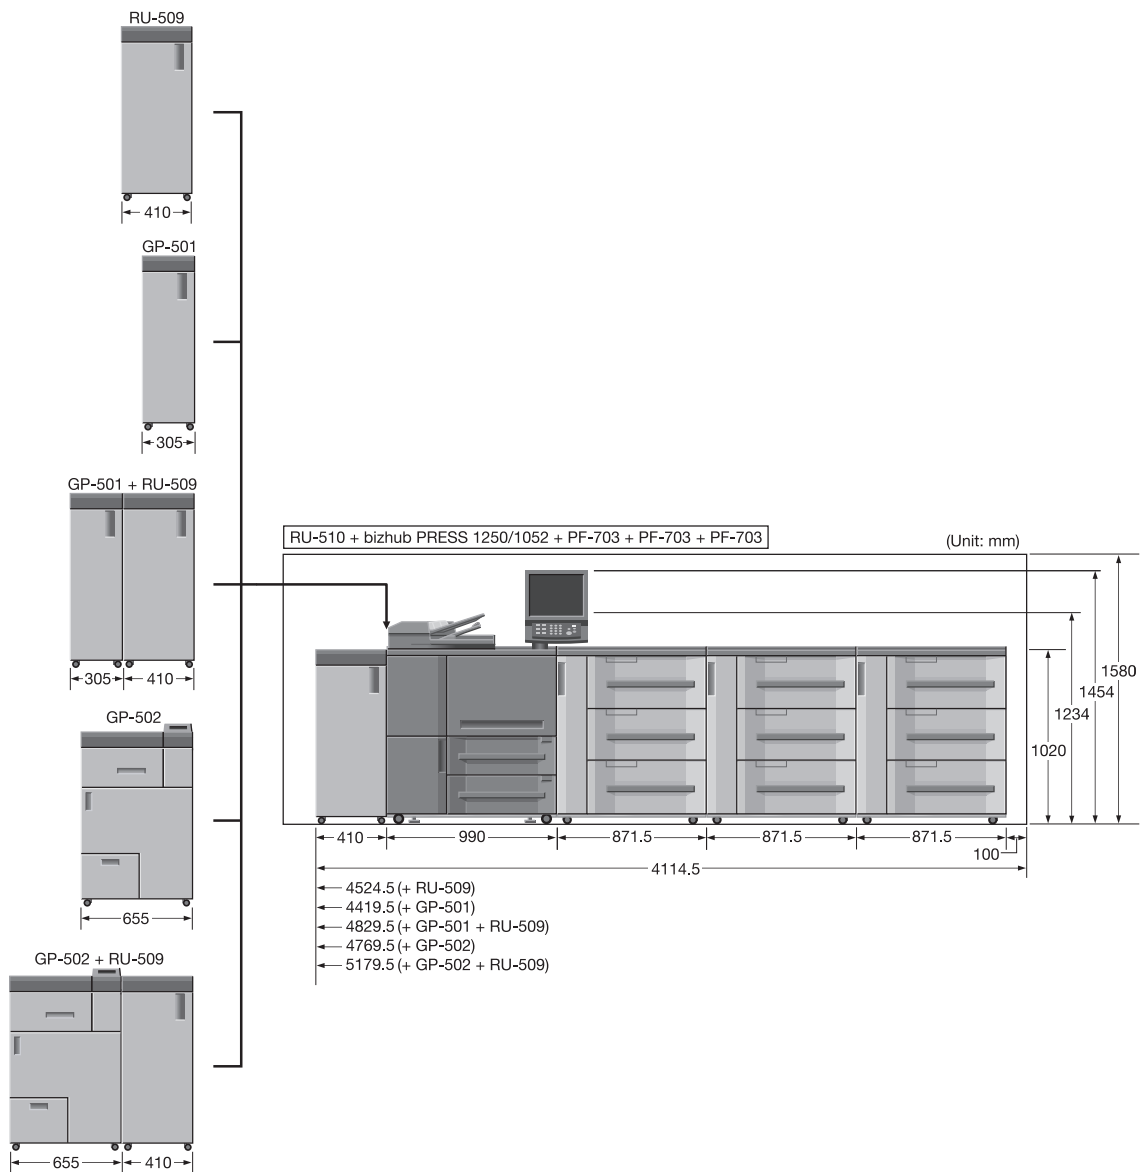 RU-509
410
GP-501
305
GP-501 + RU-509
305
410
GP-502
655
GP-502 + RU-509
655
410
RU-510 + bizhub PRESS 1250/1052 + PF-703 + PF-703 + PF-703
(Unit: mm)
1580
1454
1234
1020
410
990
871.5
871.5
871.5
100
4114.5
4524.5 (+ RU-509)
4419.5 (+ GP-501)
4829.5 (+ GP-501 + RU-509)
4769.5 (+ GP-502)
5179.5 (+ GP-502 + RU-509)